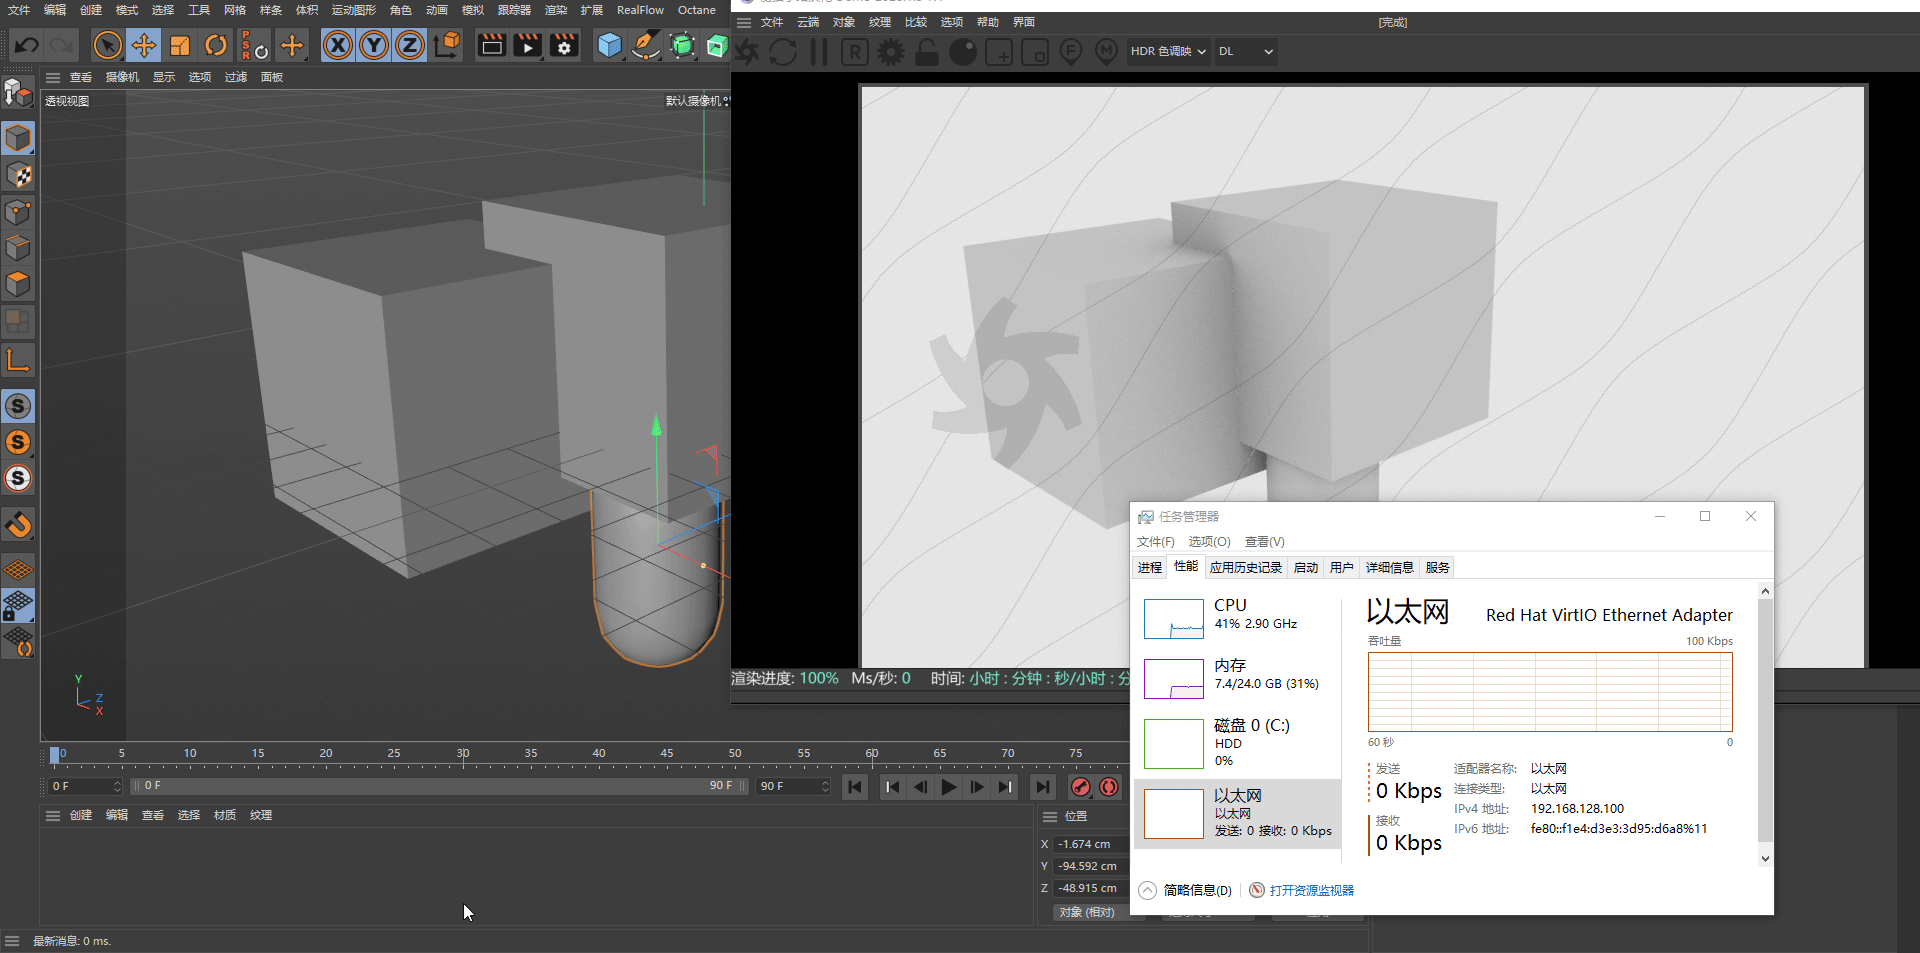 文件 编辑 创建 模式 选择 工具 网格 样条 体积 运动图形 角色 动画 模拟 跟踪器 渲染 扩展 RealFlow Octane
P
S
R
X Y Z
查看 摄像机 显示 选项 过滤 面板
透视视图
默认摄像机
文件 云端 对象 纹理 比较 选项 帮助 界面
[完成]
R
F
M
HDR 色调映
DL
S
S
S
Y
Z
X
渲染进度: 100% Ms/秒: 0 时间: 小时 : 分钟 : 秒/小时 : 分
0 5 10 15 20 25 30 35 40 45 50 55 60 65 70 75
0 F
0 F
90 F
90 F
创建 编辑 查看 选择 材质 纹理
位置
X -1.674 cm
Y -94.592 cm
Z -48.915 cm
对象 (相对)
最新消息: 0 ms.
任务管理器
文件(F) 选项(O) 查看(V)
进程 性能 应用历史记录 启动 用户 详细信息 服务
CPU
41% 2.90 GHz
内存
7.4/24.0 GB (31%)
磁盘 0 (C:)
HDD
0%
以太网
以太网
发送: 0 接收: 0 Kbps
以太网
Red Hat VirtIO Ethernet Adapter
吞吐量
100 Kbps
60 秒
0
发送
0 Kbps
接收
0 Kbps
适配器名称: 以太网
连接类型: 以太网
IPv4 地址: 192.168.128.100
IPv6 地址: fe80::f1e4:d3e3:3d95:d6a8%11
简略信息(D)
打开资源监视器